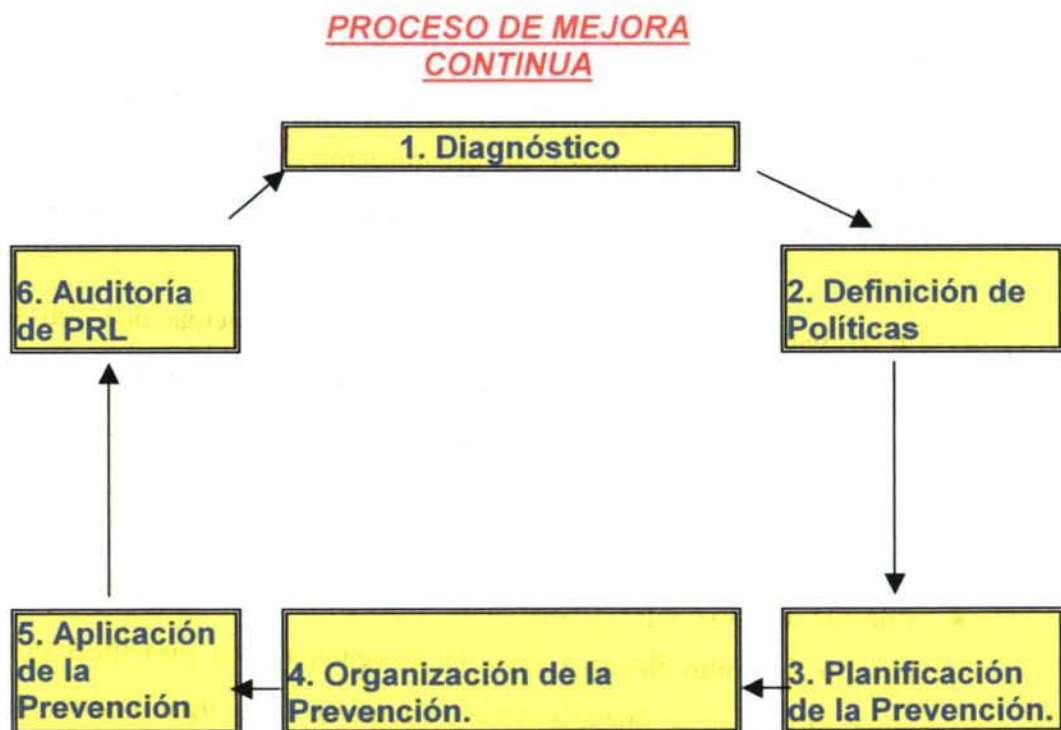 PROCESO DE MEJORA
CONTINUA
1. Diagnóstico
6. Auditoría
de PRL
2. Definición de
Políticas
5. Aplicación
de la
Prevención
4. Organización de la
Prevención.
3. Planificación
de la Prevención.